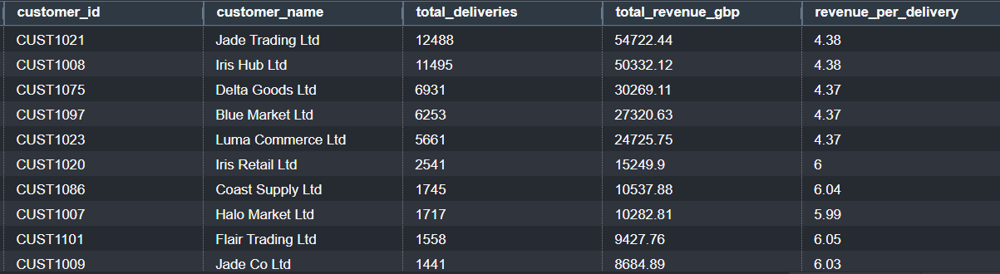 customer_id customer_name total_deliveries total_revenue_gbp revenue_per_delivery
CUST1021 Jade Trading Ltd 12488 54722.44 4.38
CUST1008 Iris Hub Ltd 11495 50332.12 4.38
CUST1075 Delta Goods Ltd 6931 30269.11 4.37
CUST1097 Blue Market Ltd 6253 27320.63 4.37
CUST1023 Luma Commerce Ltd 5661 24725.75 4.37
CUST1020 Iris Retail Ltd 2541 15249.9 6
CUST1086 Coast Supply Ltd 1745 10537.88 6.04
CUST1007 Halo Market Ltd 1717 10282.81 5.99
CUST1101 Flair Trading Ltd 1558 9427.76 6.05
CUST1009 Jade Co Ltd 1441 8684.89 6.03